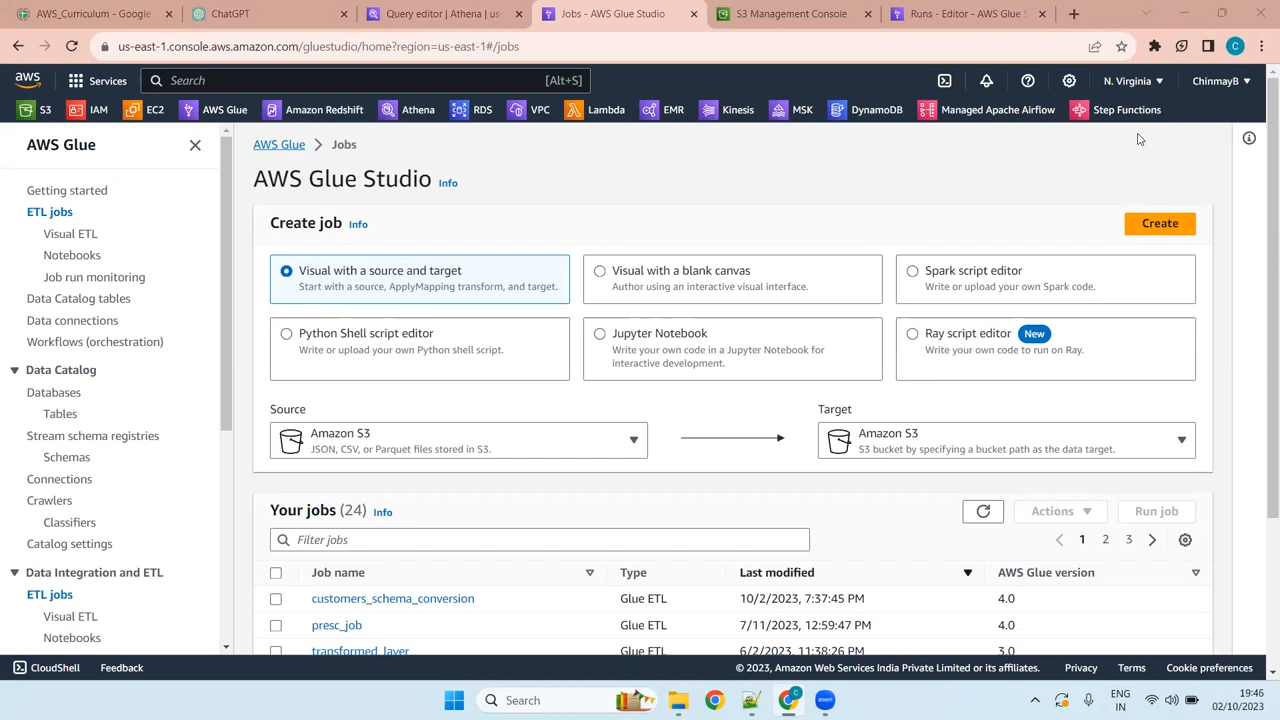 AWS_Curriculum - Google
ChatGPT
Query editor | Athena | us-e
Jobs - AWS Glue Studio
S3 Management Console
Runs - Editor - AWS Glue S
us-east-1.console.aws.amazon.com/gluestudio/home?region=us-east-1#/jobs
C
aws
Services
Search
[Alt+S]
N. Virginia
ChinmayB
S3
IAM
EC2
AWS Glue
Amazon Redshift
Athena
RDS
VPC
Lambda
EMR
Kinesis
MSK
DynamoDB
Managed Apache Airflow
Step Functions
AWS Glue
Getting started
ETL jobs
Visual ETL
Notebooks
Job run monitoring
Data Catalog tables
Data connections
Workflows (orchestration)
Data Catalog
Databases
Tables
Stream schema registries
Schemas
Connections
Crawlers
Classifiers
Catalog settings
Data Integration and ETL
ETL jobs
Visual ETL
Notebooks
AWS Glue > Jobs
AWS Glue Studio Info
Create job Info
Create
Visual with a source and target
Start with a source, ApplyMapping transform, and target.
Visual with a blank canvas
Author using an interactive visual interface.
Spark script editor
Write or upload your own Spark code.
Python Shell script editor
Write or upload your own Python shell script.
Jupyter Notebook
Write your own code in a Jupyter Notebook for
interactive development.
Ray script editor New
Write your own code to run on Ray.
Source
Amazon S3
JSON, CSV, or Parquet files stored in S3.
Target
Amazon S3
S3 bucket by specifying a bucket path as the data target.
Your jobs (24) Info
Actions
Run job
Filter jobs
1 2 3
Job name Type Last modified AWS Glue version
customers_schema_conversion Glue ETL 10/2/2023, 7:37:45 PM 4.0
presc_job Glue ETL 7/11/2023, 12:59:47 PM 4.0
transformed_layer Glue ETL 6/2/2023, 11:38:26 PM 3.0
CloudShell
Feedback
© 2023, Amazon Web Services India Private Limited or its affiliates.
Privacy
Terms
Cookie preferences
Search
zoom
ENG
IN
19:46
02/10/2023